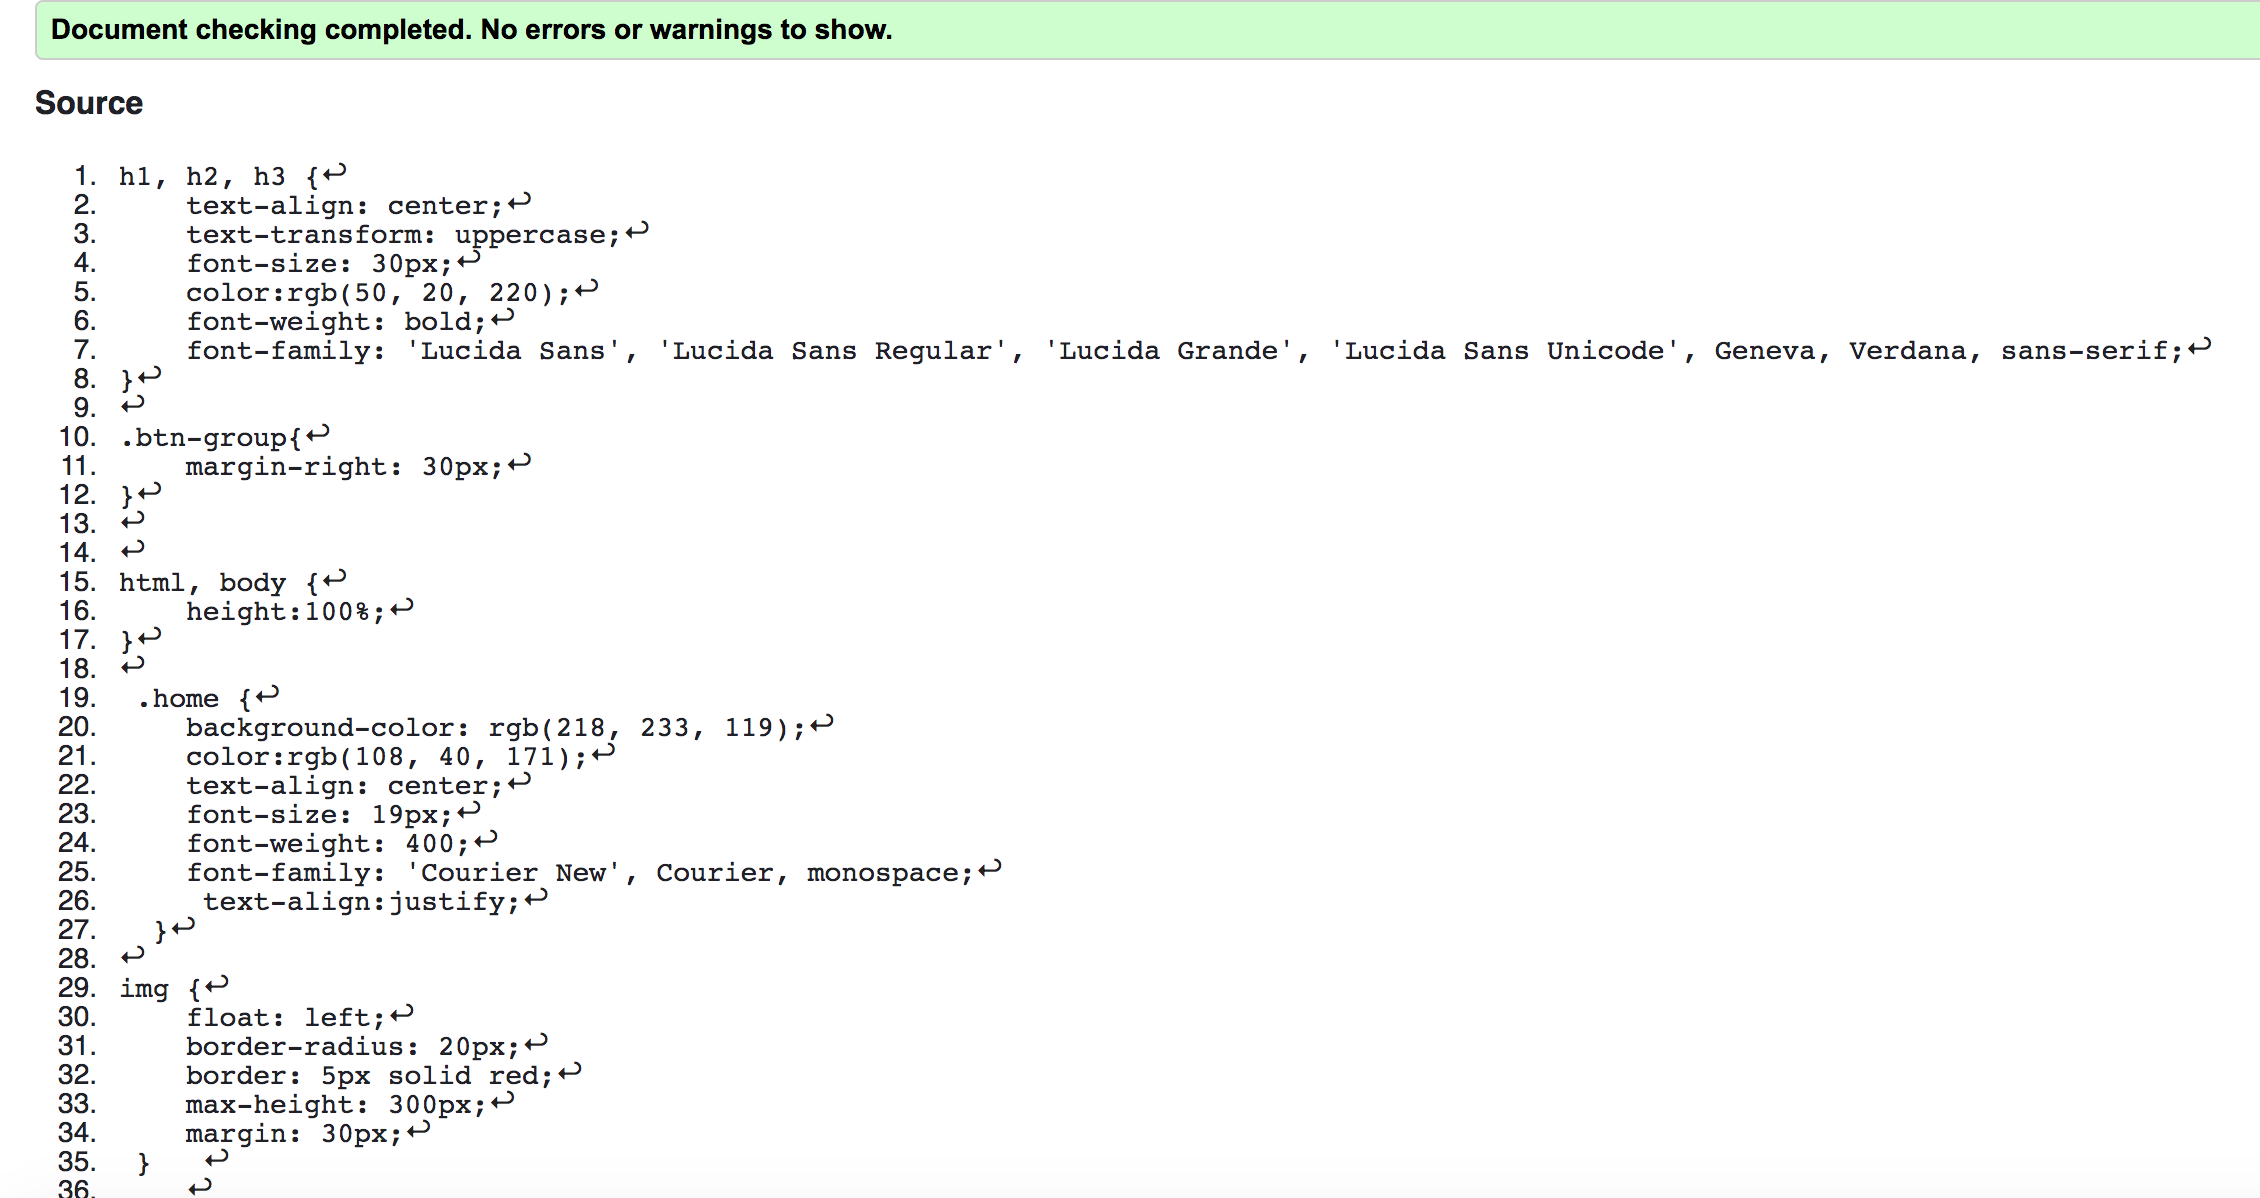 Document checking completed. No errors or warnings to show.
Source
1. h1, h2, h3 {↩
2.     text-align: center;↩
3.     text-transform: uppercase;↩
4.     font-size: 30px;↩
5.     color:rgb(50, 20, 220);↩
6.     font-weight: bold;↩
7.     font-family: 'Lucida Sans', 'Lucida Sans Regular', 'Lucida Grande', 'Lucida Sans Unicode', Geneva, Verdana, sans-serif;↩
8. }↩
9. ↩
10. .btn-group{↩
11.     margin-right: 30px;↩
12. }↩
13. ↩
14. ↩
15. html, body {↩
16.     height:100%;↩
17. }↩
18. ↩
19.  .home {↩
20.     background-color: rgb(218, 233, 119);↩
21.     color:rgb(108, 40, 171);↩
22.     text-align: center;↩
23.     font-size: 19px;↩
24.     font-weight: 400;↩
25.     font-family: 'Courier New', Courier, monospace;↩
26.      text-align:justify;↩
27.   }↩
28. ↩
29. img {↩
30.     float: left;↩
31.     border-radius: 20px;↩
32.     border: 5px solid red;↩
33.     max-height: 300px;↩
34.     margin: 30px;↩
35.  }   ↩
36.     ↩